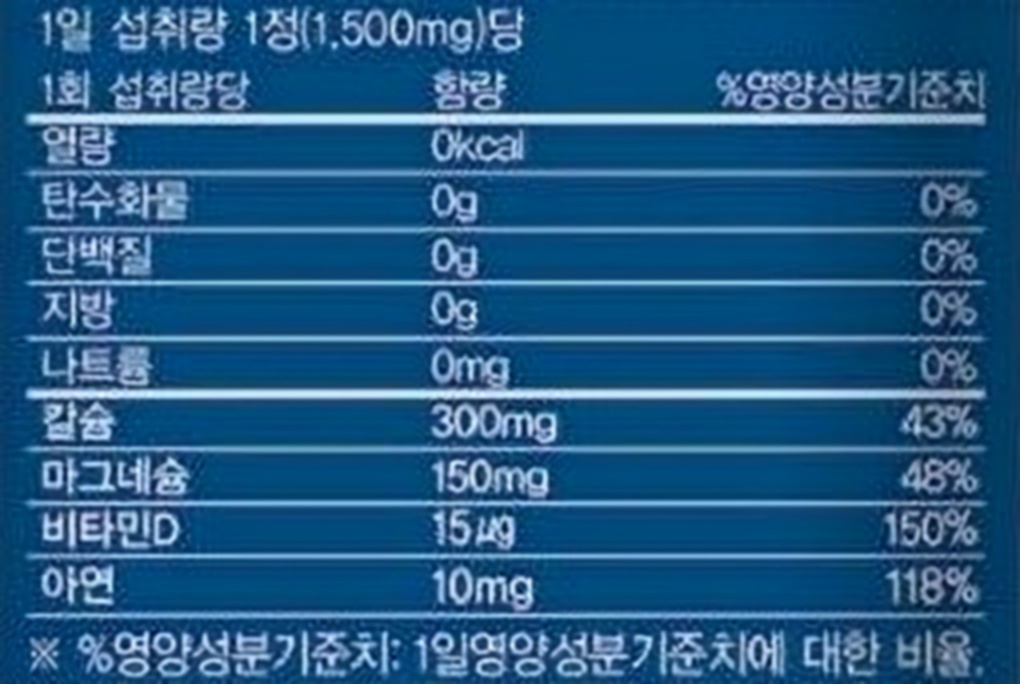 1일 섭취량 1정(1,500mg)당
1회 섭취량당 함량 %영양성분기준치
열량 0kcal
탄수화물 0g 0%
단백질 0g 0%
지방 0g 0%
나트륨 0mg 0%
칼슘 300mg 43%
마그네슘 150mg 48%
비타민D 15㎍ 150%
아연 10mg 118%
※ %영양성분기준치: 1일영양성분기준치에 대한 비율.